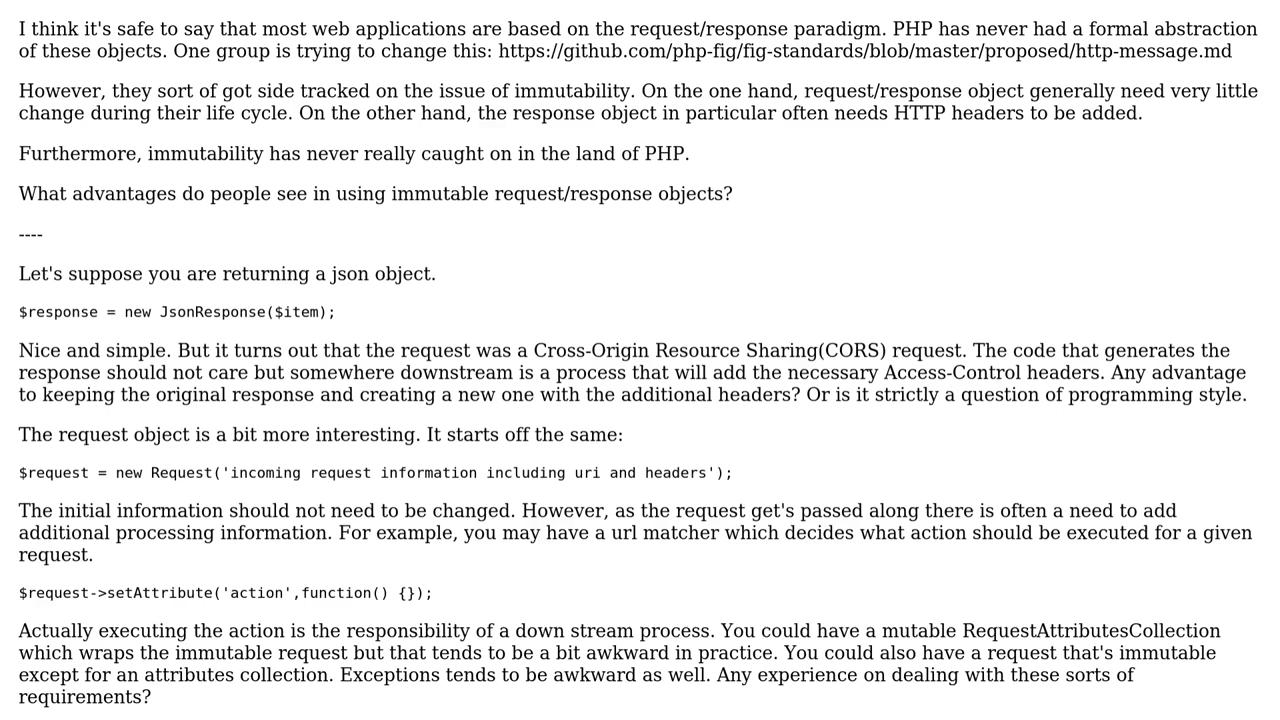 I think it's safe to say that most web applications are based on the request/response paradigm. PHP has never had a formal abstraction
of these objects. One group is trying to change this: https://github.com/php-fig/fig-standards/blob/master/proposed/http-message.md
However, they sort of got side tracked on the issue of immutability. On the one hand, request/response object generally need very little
change during their life cycle. On the other hand, the response object in particular often needs HTTP headers to be added.
Furthermore, immutability has never really caught on in the land of PHP.
What advantages do people see in using immutable request/response objects?
----
Let's suppose you are returning a json object.
$response = new JsonResponse($item);
Nice and simple. But it turns out that the request was a Cross-Origin Resource Sharing(CORS) request. The code that generates the
response should not care but somewhere downstream is a process that will add the necessary Access-Control headers. Any advantage
to keeping the original response and creating a new one with the additional headers? Or is it strictly a question of programming style.
The request object is a bit more interesting. It starts off the same:
$request = new Request('incoming request information including uri and headers');
The initial information should not need to be changed. However, as the request get's passed along there is often a need to add
additional processing information. For example, you may have a url matcher which decides what action should be executed for a given
request.
$request->setAttribute('action',function() {});
Actually executing the action is the responsibility of a down stream process. You could have a mutable RequestAttributesCollection
which wraps the immutable request but that tends to be a bit awkward in practice. You could also have a request that's immutable
except for an attributes collection. Exceptions tends to be awkward as well. Any experience on dealing with these sorts of
requirements?